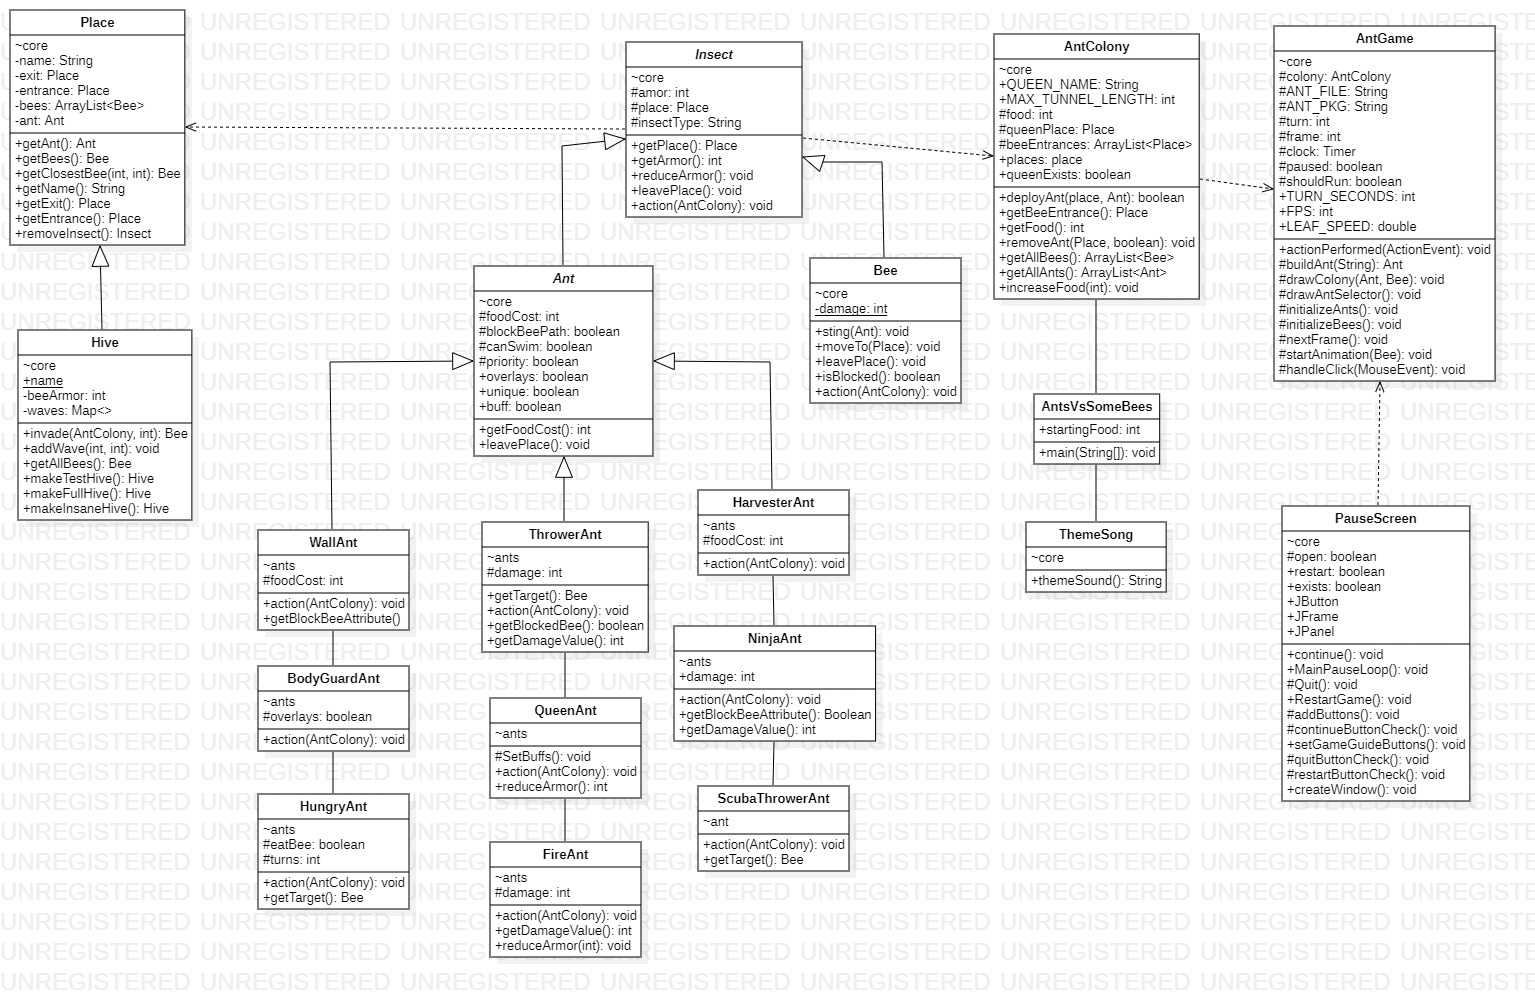 Place
~core
-name: String
-exit: Place
-entrance: Place
-bees: ArrayList<Bee>
-ant: Ant
+getAnt(): Ant
+getBees(): Bee
+getClosestBee(int, int): Bee
+getName(): String
+getExit(): Place
+getEntrance(): Place
+removeInsect(): Insect
Hive
~core
+name
-beeArmor: int
-waves: Map<>
+invade(AntColony, int): Bee
+addWave(int, int): void
+getAllBees(): Bee
+makeTestHive(): Hive
+makeFullHive(): Hive
+makeInsaneHive(): Hive
Insect
~core
#amor: int
#place: Place
#insectType: String
+getPlace(): Place
+getArmor(): int
+reduceArmor(): void
+leavePlace(): void
+action(AntColony): void
Ant
~core
#foodCost: int
#blockBeePath: boolean
#canSwim: boolean
#priority: boolean
+overlays: boolean
+unique: boolean
+buff: boolean
+getFoodCost(): int
+leavePlace(): void
Bee
~core
-damage: int
+sting(Ant): void
+moveTo(Place): void
+leavePlace(): void
+isBlocked(): boolean
+action(AntColony): void
WallAnt
~ants
#foodCost: int
+action(AntColony): void
+getBlockBeeAttribute()
BodyGuardAnt
~ants
#overlays: boolean
+action(AntColony): void
HungryAnt
~ants
#eatBee: boolean
#turns: int
+action(AntColony): void
+getTarget(): Bee
ThrowerAnt
~ants
#damage: int
+getTarget(): Bee
+action(AntColony): void
+getBlockedBee(): boolean
+getDamageValue(): int
QueenAnt
~ants
#SetBuffs(): void
+action(AntColony): void
+reduceArmor(): int
FireAnt
~ants
#damage: int
+action(AntColony): void
+getDamageValue(): int
+reduceArmor(int): void
HarvesterAnt
~ants
#foodCost: int
+action(AntColony): void
NinjaAnt
~ants
+damage: int
+action(AntColony): void
+getBlockBeeAttribute(): Boolean
+getDamageValue(): int
ScubaThrowerAnt
~ant
+action(AntColony): void
+getTarget(): Bee
AntColony
~core
+QUEEN_NAME: String
+MAX_TUNNEL_LENGTH: int
#food: int
#queenPlace: Place
#beeEntrances: ArrayList<Place>
+places: place
+queenExists: boolean
+deployAnt(place, Ant): boolean
+getBeeEntrance(): Place
+getFood(): int
+removeAnt(Place, boolean): void
+getAllBees(): ArrayList<Bee>
+getAllAnts(): ArrayList<Ant>
+increaseFood(int): void
AntsVsSomeBees
+startingFood: int
+main(String[]): void
ThemeSong
~core
+themeSound(): String
AntGame
~core
#colony: AntColony
#ANT_FILE: String
#ANT_PKG: String
#turn: int
#frame: int
#clock: Timer
#paused: boolean
#shouldRun: boolean
+TURN_SECONDS: int
+FPS: int
+LEAF_SPEED: double
+actionPerformed(ActionEvent): void
#buildAnt(String): Ant
#drawColony(Ant, Bee): void
#drawAntSelector(): void
#initializeAnts(): void
#initializeBees(): void
#nextFrame(): void
#startAnimation(Bee): void
#handleClick(MouseEvent): void
PauseScreen
~core
#open: boolean
+restart: boolean
+exists: boolean
+JButton
+JFrame
+JPanel
+continue(): void
+MainPauseLoop(): void
#Quit(): void
+RestartGame(): void
#addButtons(): void
#continueButtonCheck(): void
+setGameGuideButtons(): void
#quitButtonCheck(): void
#restartButtonCheck(): void
+createWindow(): void
UNREGISTERED